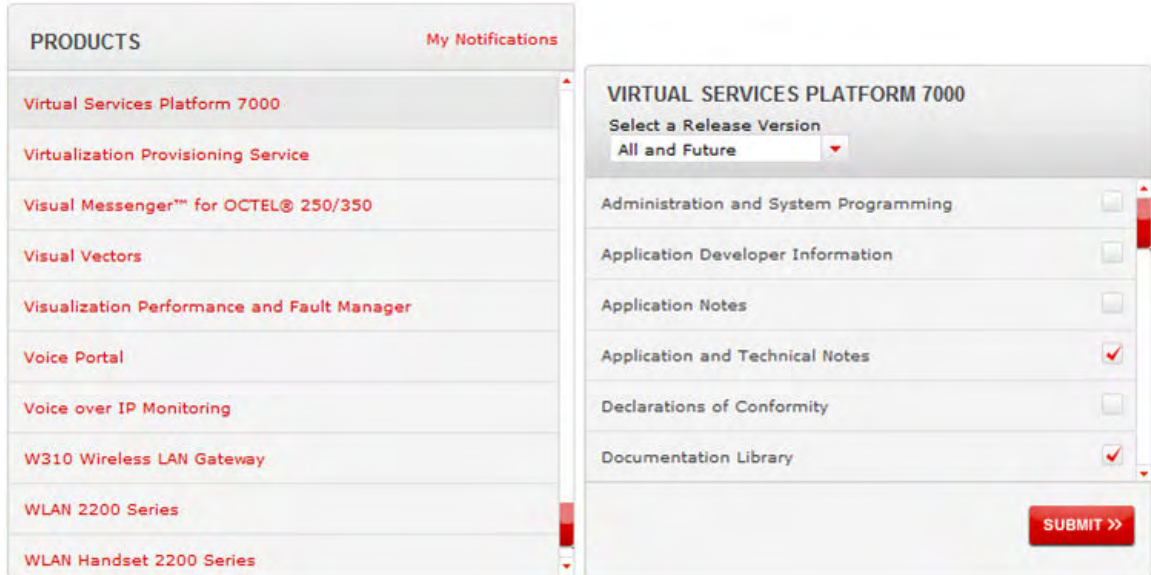 PRODUCTS
My Notifications
Virtual Services Platform 7000
Virtualization Provisioning Service
Visual Messenger™ for OCTEL® 250/350
Visual Vectors
Visualization Performance and Fault Manager
Voice Portal
Voice over IP Monitoring
W310 Wireless LAN Gateway
WLAN 2200 Series
WLAN Handset 2200 Series
VIRTUAL SERVICES PLATFORM 7000
Select a Release Version
All and Future
Administration and System Programming
Application Developer Information
Application Notes
Application and Technical Notes
Declarations of Conformity
Documentation Library
SUBMIT >>